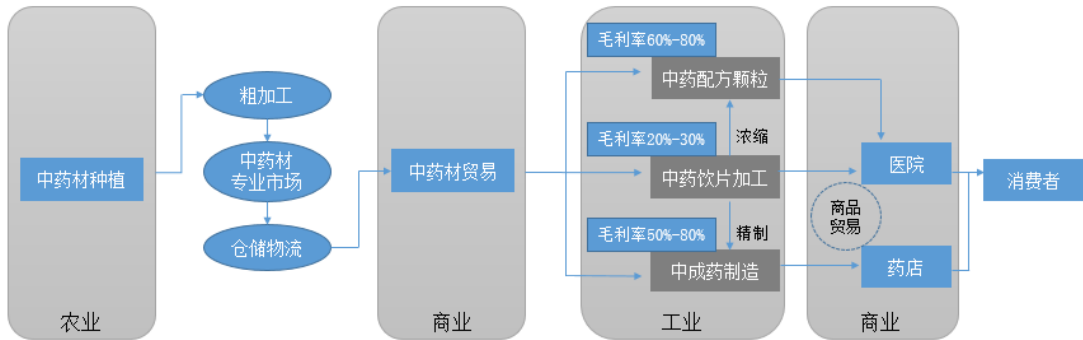 中药材种植
农业
粗加工
中药材
专业市场
仓储物流
中药材贸易
商业
毛利率60%-80%
中药配方颗粒
浓缩
毛利率20%-30%
中药饮片加工
精制
毛利率50%-80%
中成药制造
工业
医院
商品
贸易
药店
商业
消费者